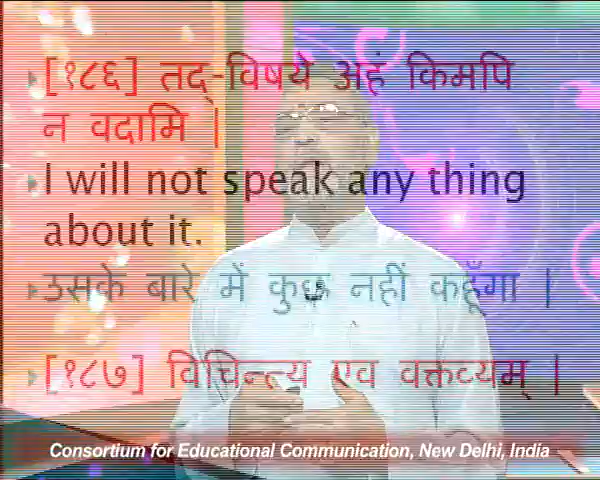 [१८६] तद्-विषये अहं किमपि
न वदामि |
I will not speak any thing
about it.
उसके बारे में कुछ नहीं कहूँगा |
[१८७] विचिन्त्य एव वक्तव्यम् |
Consortium for Educational Communication, New Delhi, India